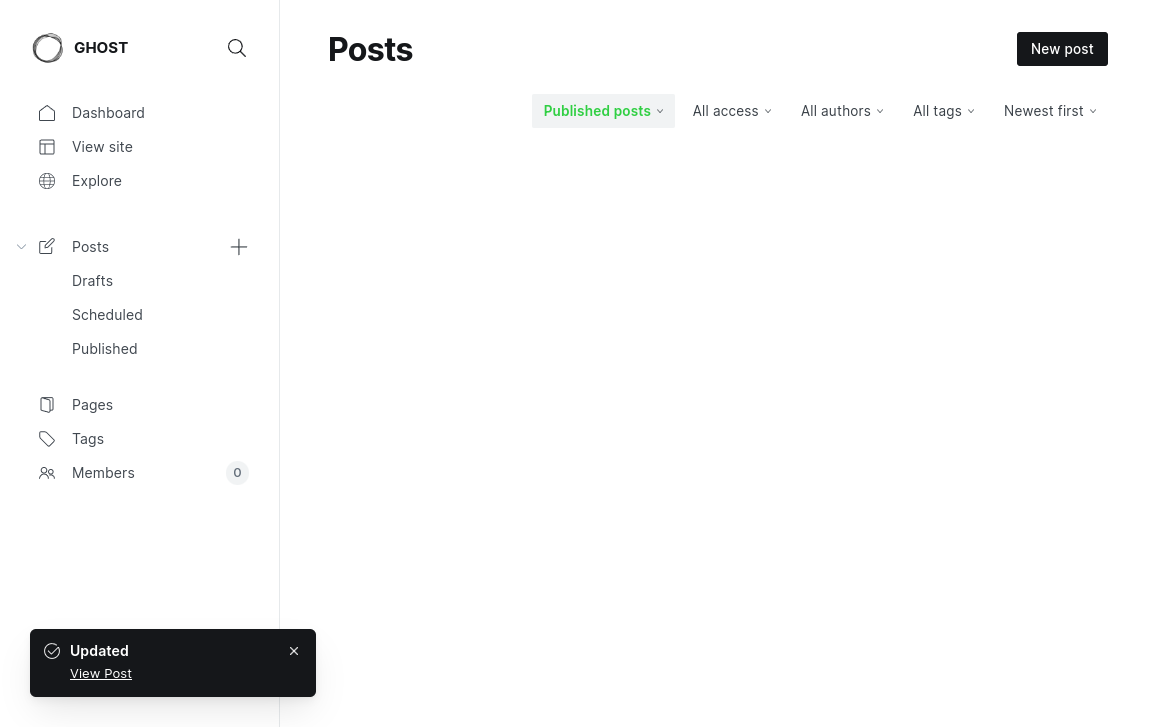 GHOST
Dashboard
View site
Explore
Posts
Drafts
Scheduled
Published
Pages
Tags
Members
0
Posts
New post
Published posts
All access
All authors
All tags
Newest first
Updated
View Post